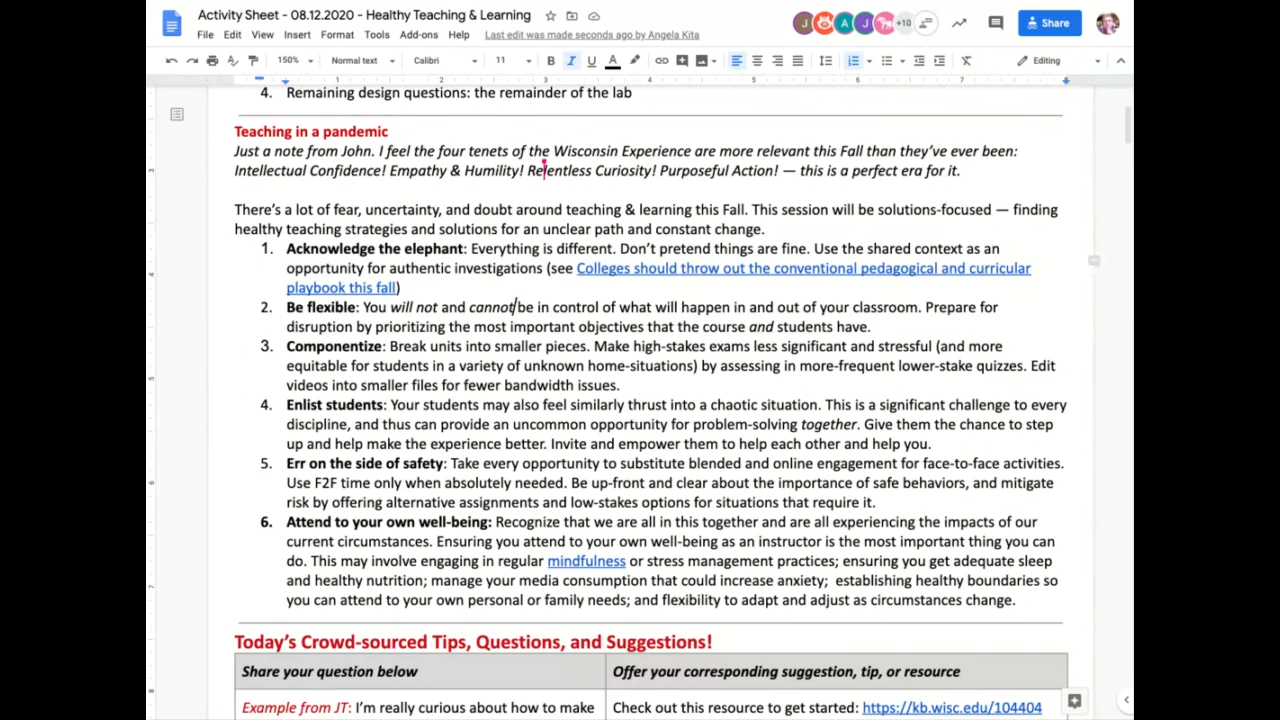 Activity Sheet - 08.12.2020 - Healthy Teaching & Learning
J
A
J
+10
Share
File Edit View Insert Format Tools Add-ons Help Last edit was made seconds ago by Angela Kita
150% Normal text Calibri 11 B I U A Editing
1 2 3 4 5 6 7
4. Remaining design questions: the remainder of the lab
Teaching in a pandemic
Just a note from John. I feel the four tenets of the Wisconsin Experience are more relevant this Fall than they've ever been:
Intellectual Confidence! Empathy & Humility! Relentless Curiosity! Purposeful Action! — this is a perfect era for it.
There's a lot of fear, uncertainty, and doubt around teaching & learning this Fall. This session will be solutions-focused — finding
healthy teaching strategies and solutions for an unclear path and constant change.
1. Acknowledge the elephant: Everything is different. Don't pretend things are fine. Use the shared context as an
opportunity for authentic investigations (see Colleges should throw out the conventional pedagogical and curricular
playbook this fall)
2. Be flexible: You will not and cannot be in control of what will happen in and out of your classroom. Prepare for
disruption by prioritizing the most important objectives that the course and students have.
3. Componentize: Break units into smaller pieces. Make high-stakes exams less significant and stressful (and more
equitable for students in a variety of unknown home-situations) by assessing in more-frequent lower-stake quizzes. Edit
videos into smaller files for fewer bandwidth issues.
4. Enlist students: Your students may also feel similarly thrust into a chaotic situation. This is a significant challenge to every
discipline, and thus can provide an uncommon opportunity for problem-solving together. Give them the chance to step
up and help make the experience better. Invite and empower them to help each other and help you.
5. Err on the side of safety: Take every opportunity to substitute blended and online engagement for face-to-face activities.
Use F2F time only when absolutely needed. Be up-front and clear about the importance of safe behaviors, and mitigate
risk by offering alternative assignments and low-stakes options for situations that require it.
6. Attend to your own well-being: Recognize that we are all in this together and are all experiencing the impacts of our
current circumstances. Ensuring you attend to your own well-being as an instructor is the most important thing you can
do. This may involve engaging in regular mindfulness or stress management practices; ensuring you get adequate sleep
and healthy nutrition; manage your media consumption that could increase anxiety; establishing healthy boundaries so
you can attend to your own personal or family needs; and flexibility to adapt and adjust as circumstances change.
Today's Crowd-sourced Tips, Questions, and Suggestions!
Share your question below
Offer your corresponding suggestion, tip, or resource
Example from JT: I'm really curious about how to make
Check out this resource to get started: https://kb.wisc.edu/104404